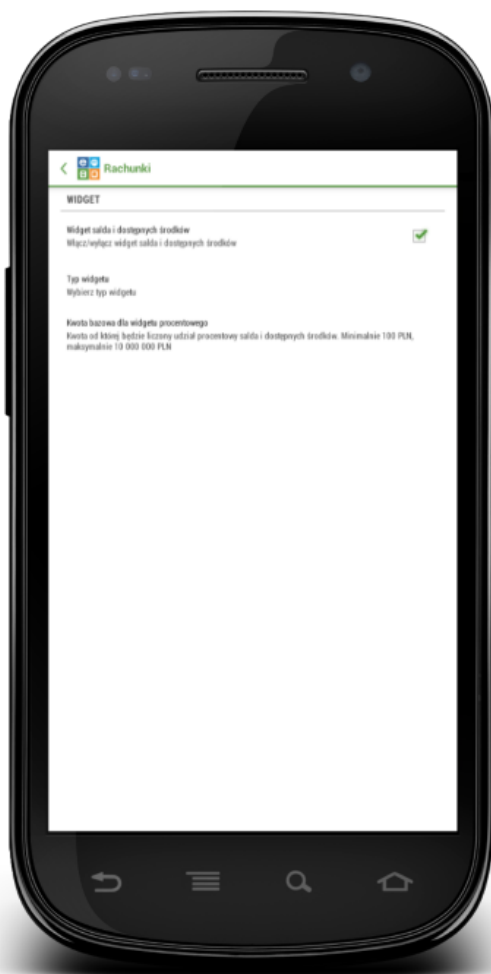 Rachunki
WIDGET
Widget salda i dostępnych środków
Włącz/wyłącz widget salda i dostępnych środków
Typ widgetu
Wybierz typ widgetu
Kwota bazowa dla widgetu procentowego
Kwota od której będzie liczony udział procentowy salda i dostępnych środków. Minimalnie 100 PLN,
maksymalnie 10 000 000 PLN